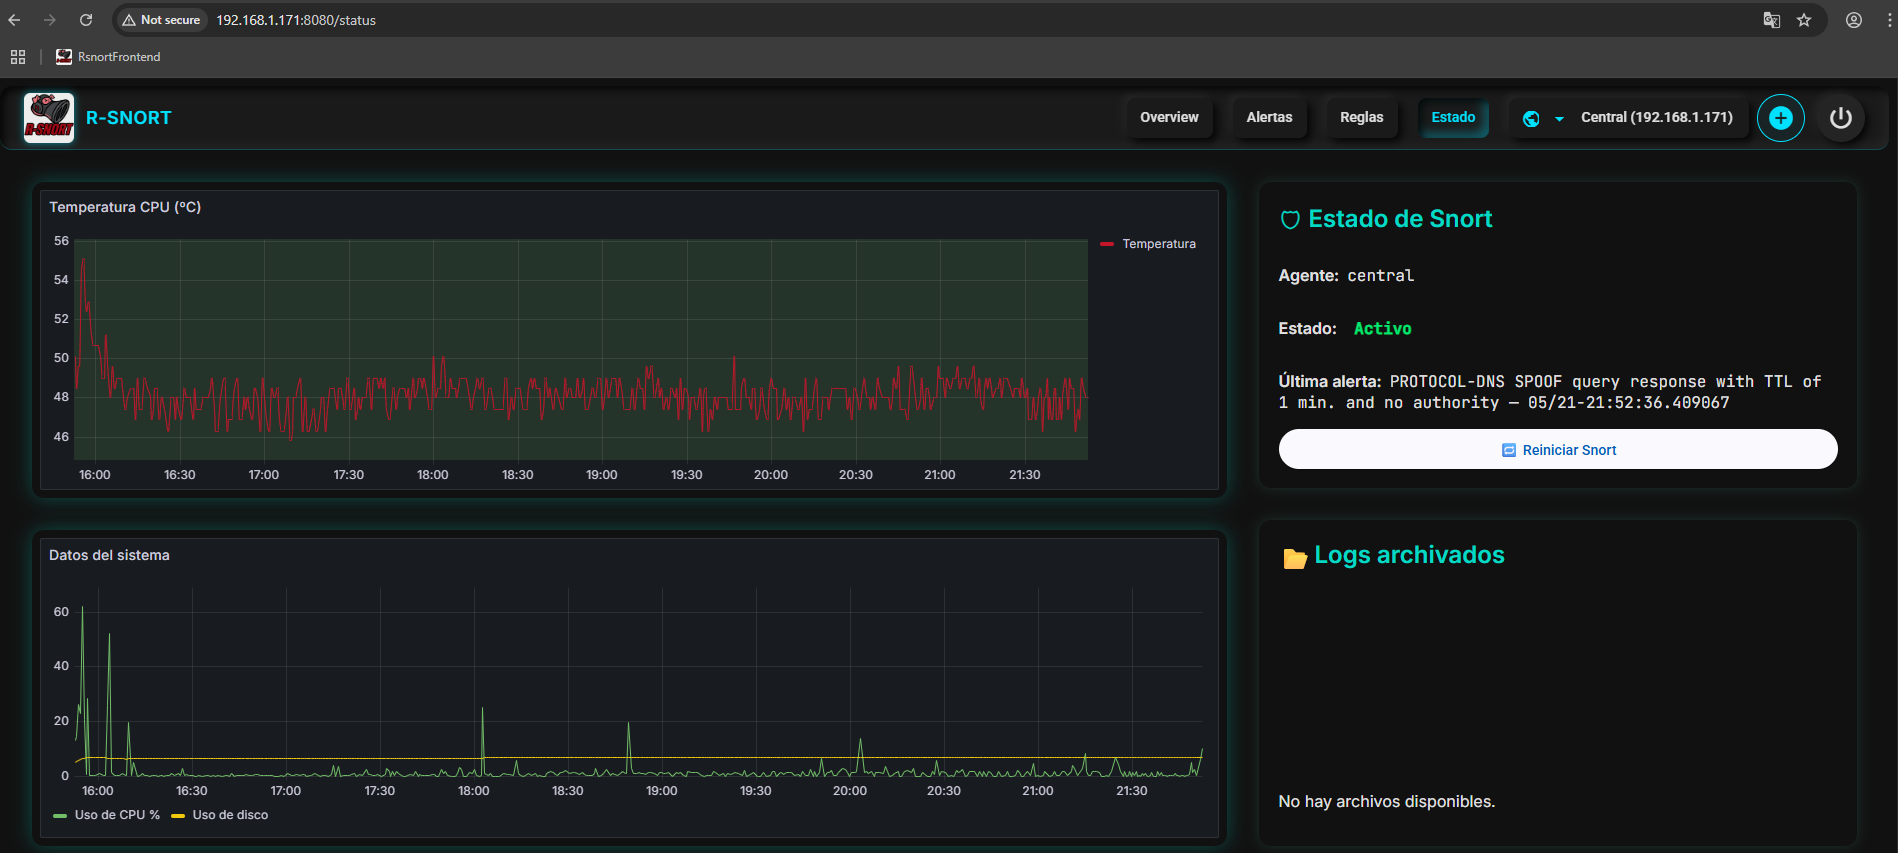 Not secure 192.168.1.171:8080/status
RsnortFrontend
R-SNORT
R-SNORT
Overview
Alertas
Reglas
Estado
Central (192.168.1.171)
Temperatura CPU (ºC)
56
54
52
50
48
46
16:00 16:30 17:00 17:30 18:00 18:30 19:00 19:30 20:00 20:30 21:00 21:30
Temperatura
Estado de Snort
Agente: central
Estado: Activo
Última alerta: PROTOCOL-DNS SPOOF query response with TTL of
1 min. and no authority — 05/21-21:52:36.409067
Reiniciar Snort
Datos del sistema
60
40
20
0
16:00 16:30 17:00 17:30 18:00 18:30 19:00 19:30 20:00 20:30 21:00 21:30
Uso de CPU % Uso de disco
Logs archivados
No hay archivos disponibles.